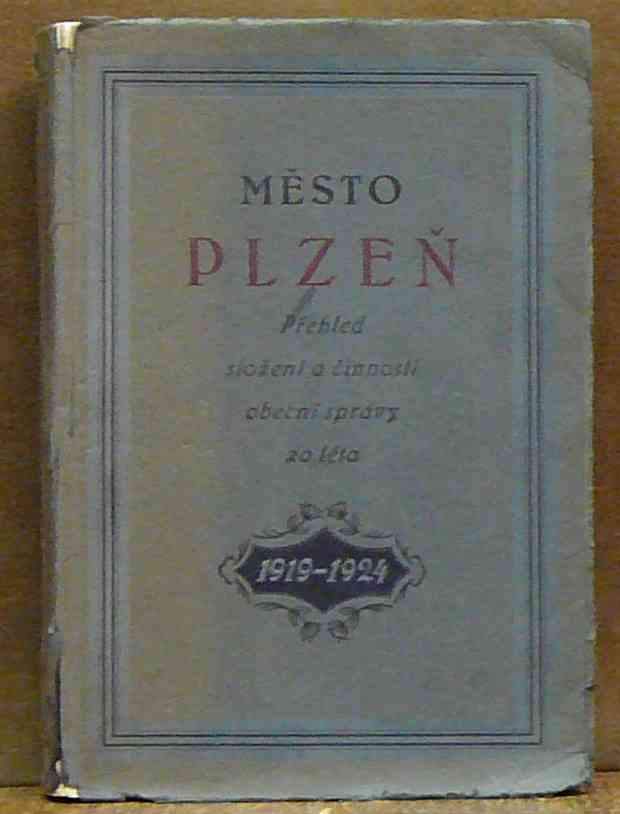 MĚSTO
PLZEŇ
Přehled
složení a činnosti
obecní správy
za léta
1919-1924